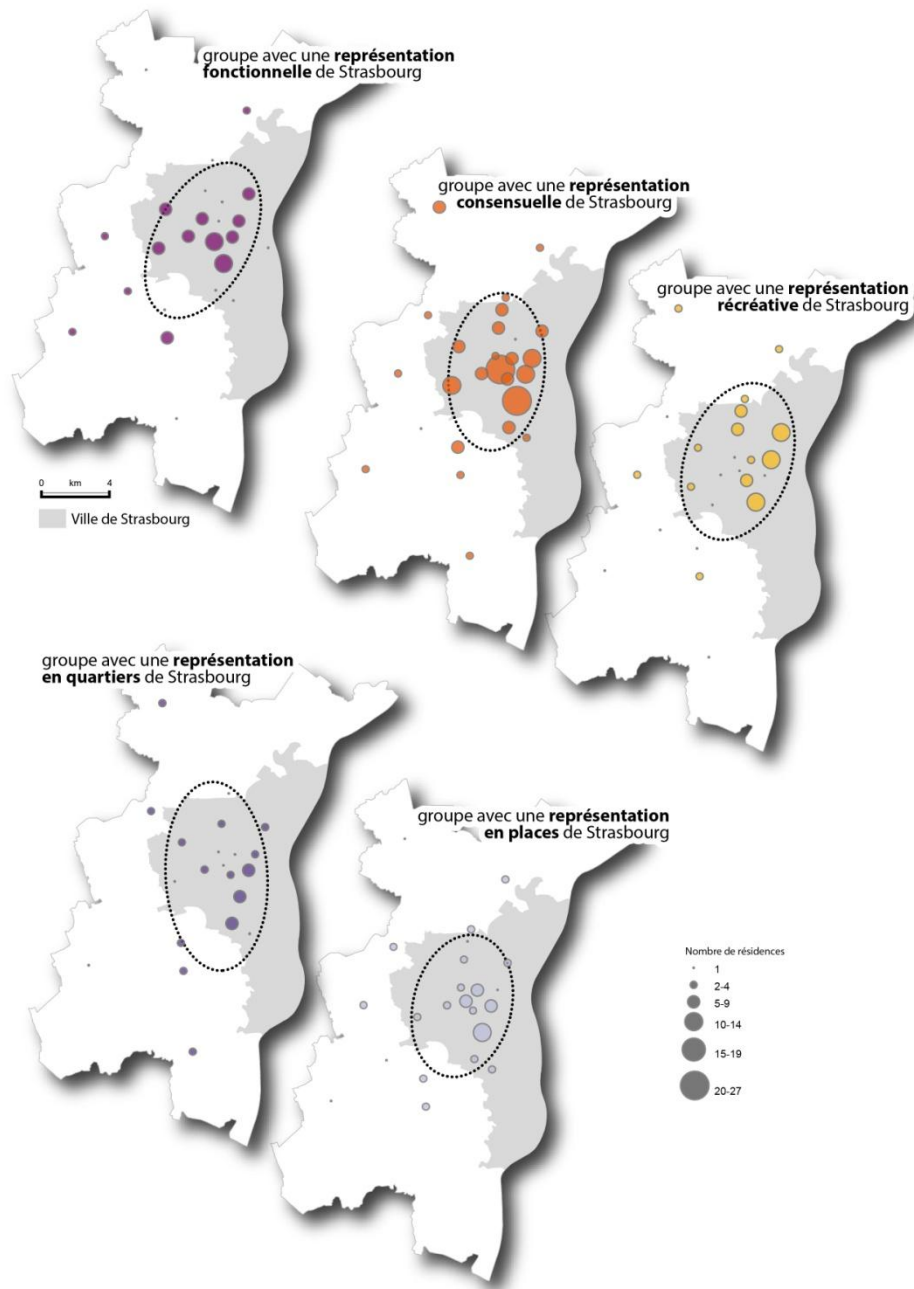 groupe avec une représentation
fonctionnelle de Strasbourg
groupe avec une représentation
consensuelle de Strasbourg
groupe avec une représentation
récréative de Strasbourg
0 km 4
Ville de Strasbourg
groupe avec une représentation
en quartiers de Strasbourg
groupe avec une représentation
en places de Strasbourg
Nombre de résidences
1
2-4
5-9
10-14
15-19
20-27